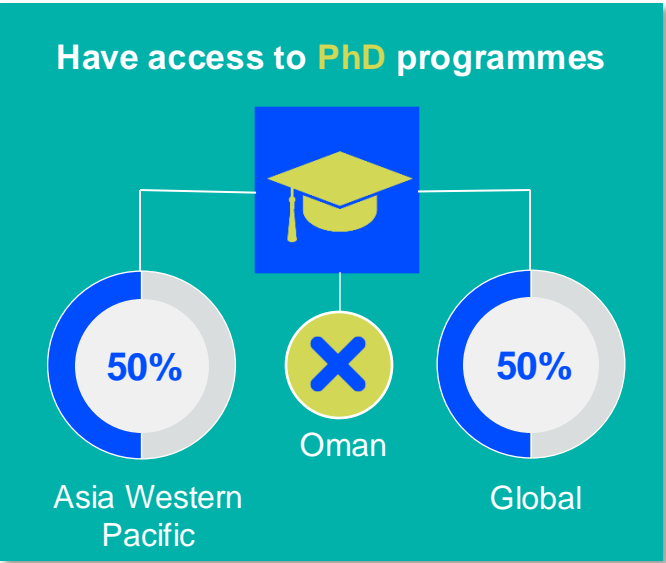 Have access to PhD programmes
50%
50%
Oman
Asia Western
Pacific
Global